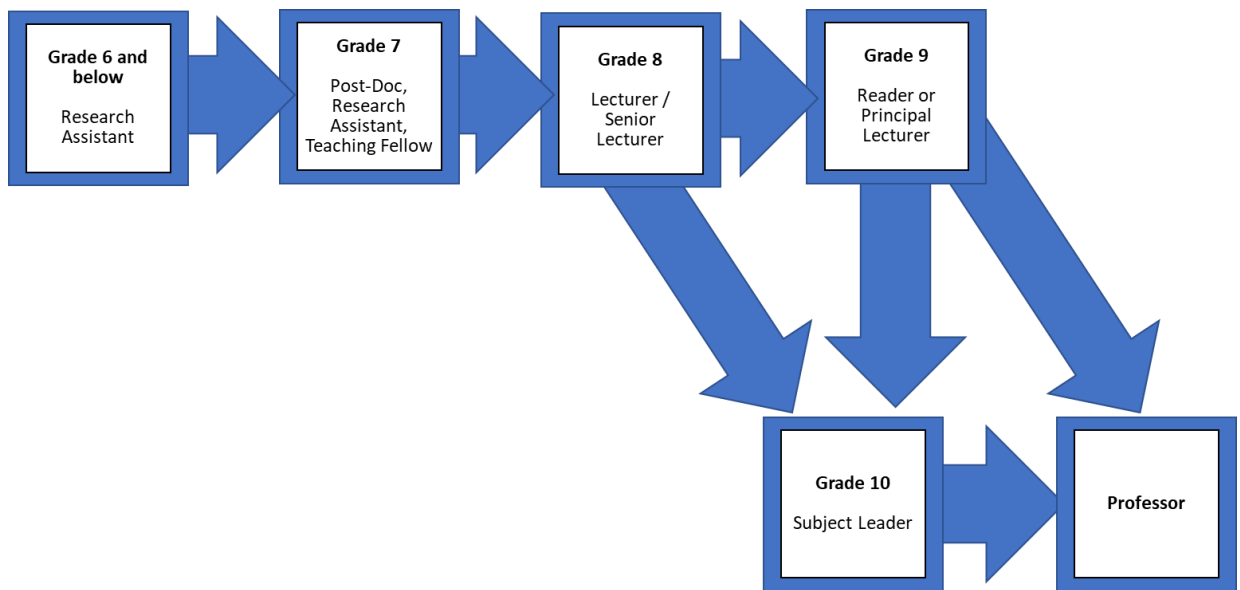 Grade 6 and
below
Research
Assistant
Grade 7
Post-Doc,
Research
Assistant,
Teaching Fellow
Grade 8
Lecturer /
Senior
Lecturer
Grade 9
Reader or
Principal
Lecturer
Grade 10
Subject Leader
Professor